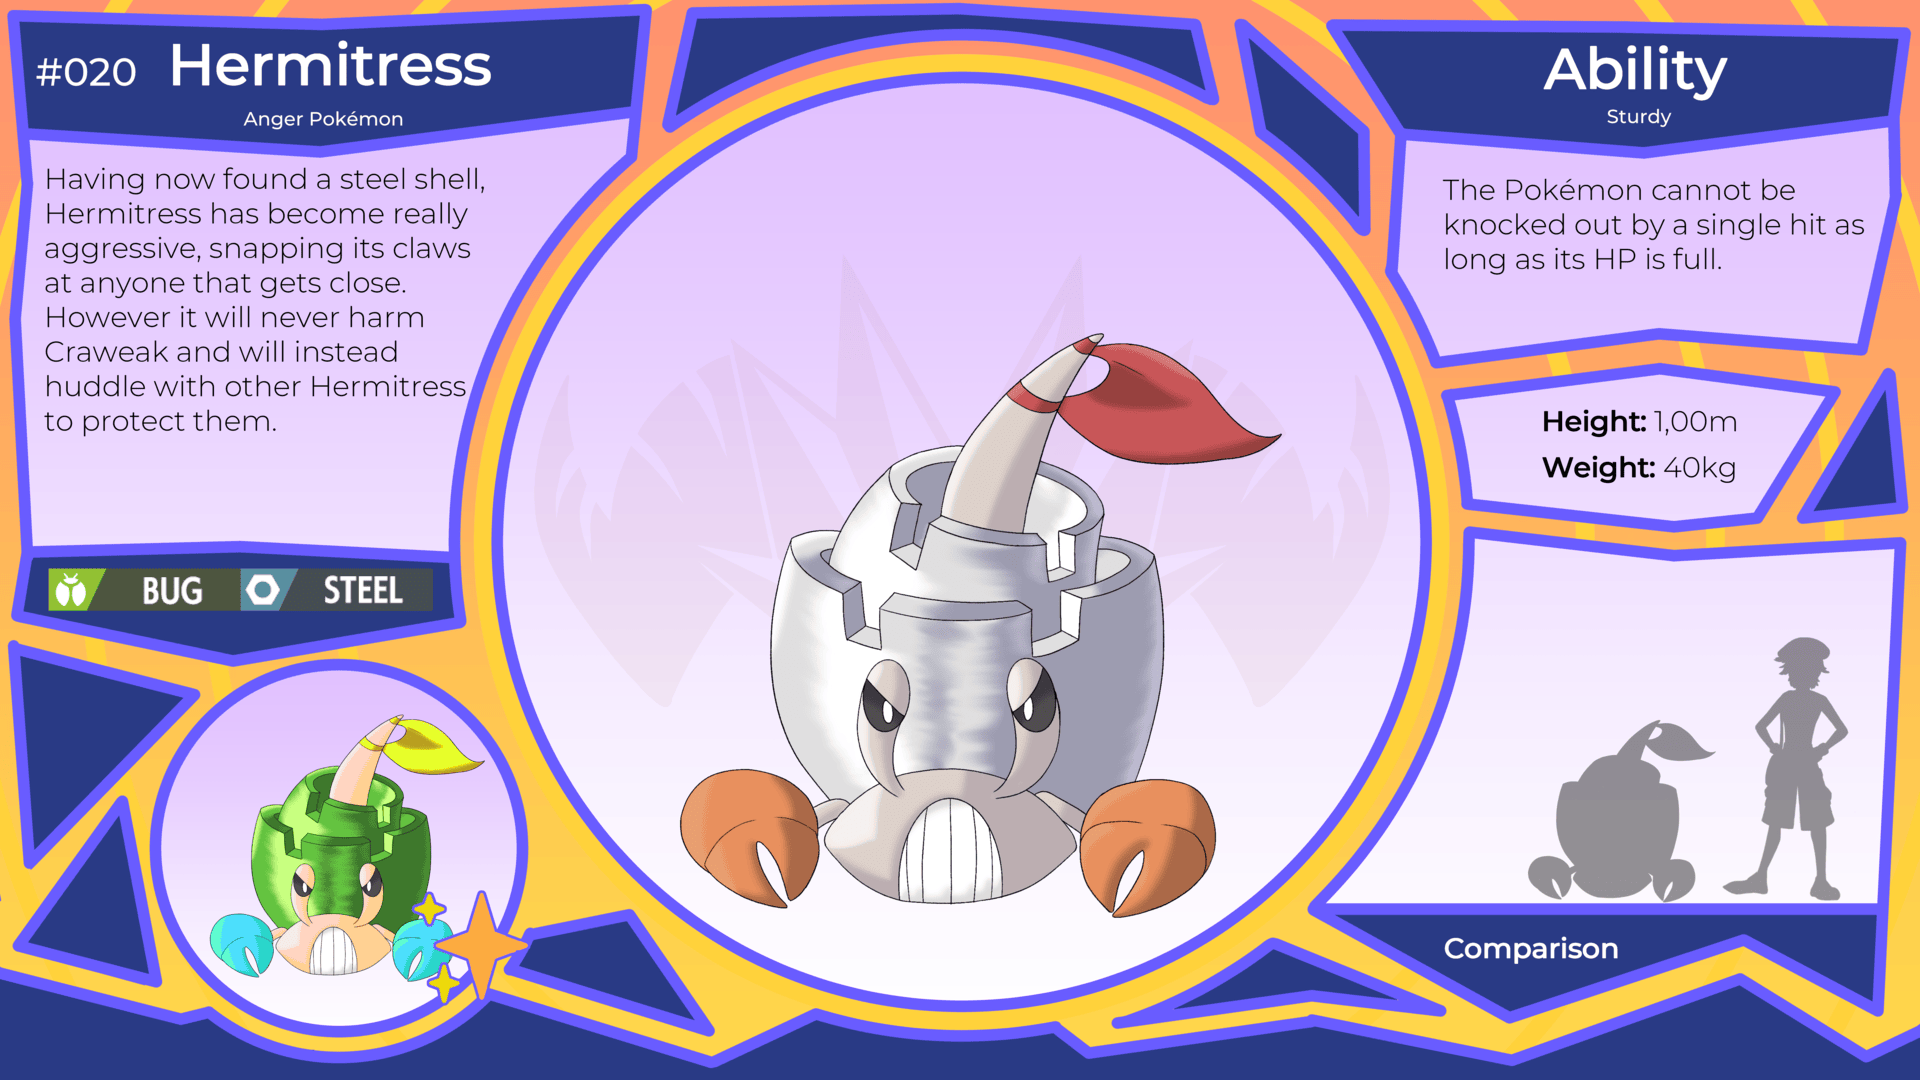 #020 Hermitress
Anger Pokémon
Having now found a steel shell,
Hermitress has become really
aggressive, snapping its claws
at anyone that gets close.
However it will never harm
Craweak and will instead
huddle with other Hermitress
to protect them.
BUG STEEL
Ability
Sturdy
The Pokémon cannot be
knocked out by a single hit as
long as its HP is full.
Height: 1,00m
Weight: 40kg
Comparison